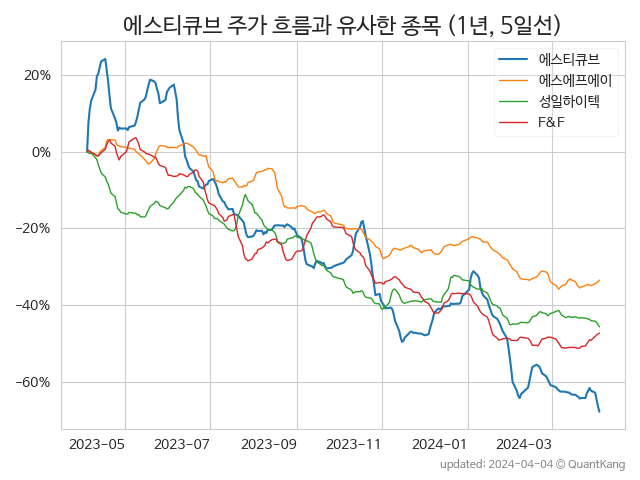 에스티큐브 주가 흐름과 유사한 종목 (1년, 5일선)
에스티큐브
에스에프에이
성일하이텍
F&F
20%
0%
−20%
−40%
−60%
2023−05
2023−07
2023−09
2023−11
2024−01
2024−03
updated: 2024−04−04 © QuantKang